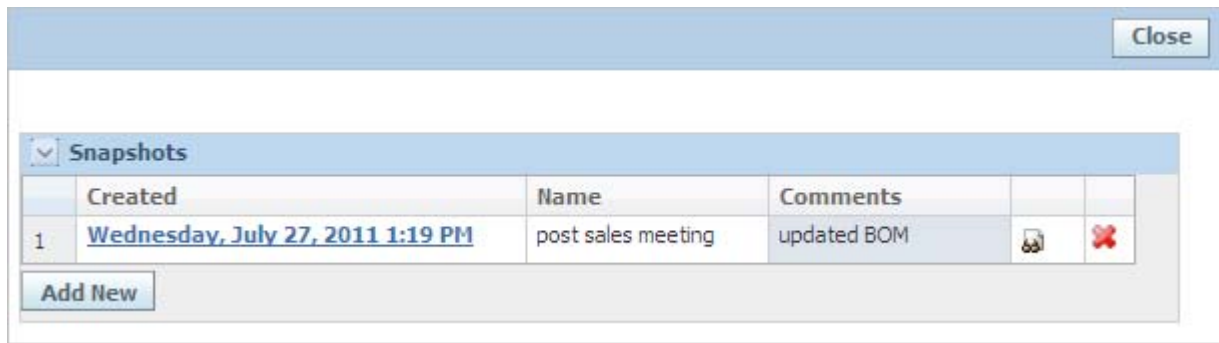 Close
Snapshots
Created Name Comments
1 Wednesday, July 27, 2011 1:19 PM post sales meeting updated BOM
Add New